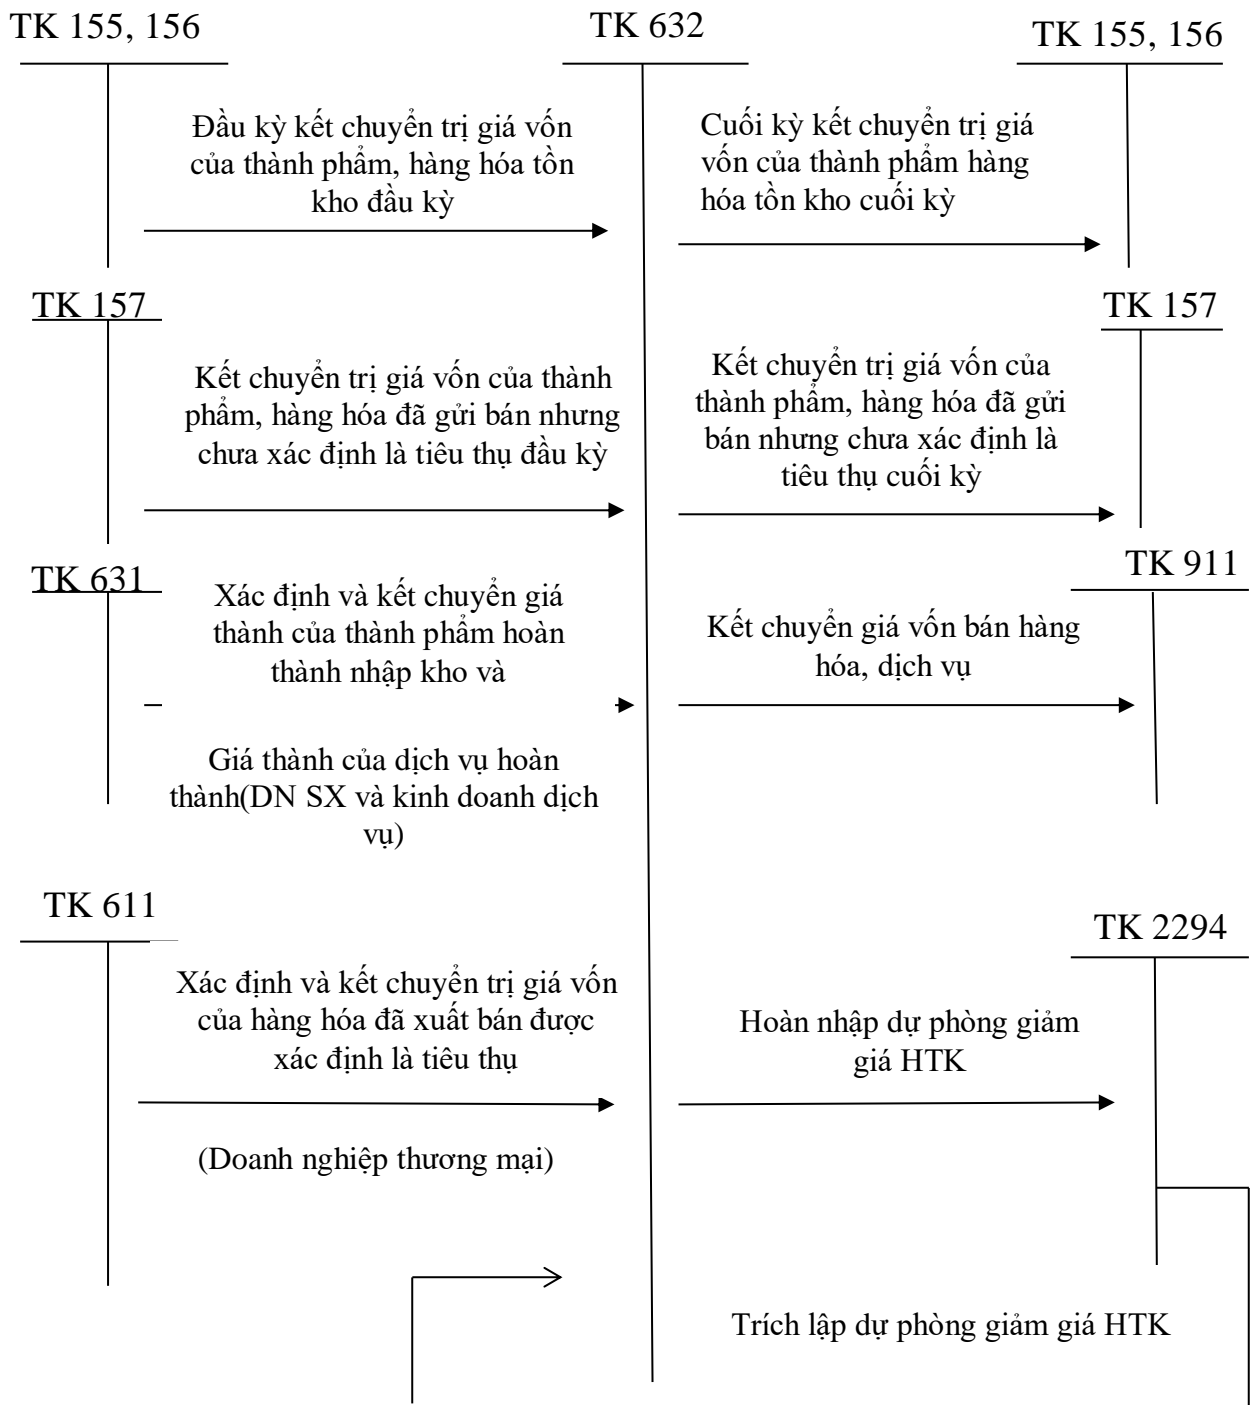 TK 155, 156
TK 632
TK 155, 156
Đầu kỳ kết chuyển trị giá vốn
của thành phẩm, hàng hóa tồn
kho đầu kỳ
Cuối kỳ kết chuyển trị giá
vốn của thành phẩm hàng
hóa tồn kho cuối kỳ
TK 157
TK 157
Kết chuyển trị giá vốn của thành
phẩm, hàng hóa đã gửi bán nhưng
chưa xác định là tiêu thụ đầu kỳ
Kết chuyển trị giá vốn của
thành phẩm, hàng hóa đã gửi
bán nhưng chưa xác định là
tiêu thụ cuối kỳ
TK 631
TK 911
Xác định và kết chuyển giá
thành của thành phẩm hoàn
thành nhập kho và
Kết chuyển giá vốn bán hàng
hóa, dịch vụ
Giá thành của dịch vụ hoàn
thành(DN SX và kinh doanh dịch
vụ)
TK 611
TK 2294
Xác định và kết chuyển trị giá vốn
của hàng hóa đã xuất bán được
xác định là tiêu thụ
Hoàn nhập dự phòng giảm
giá HTK
(Doanh nghiệp thương mại)
Trích lập dự phòng giảm giá HTK